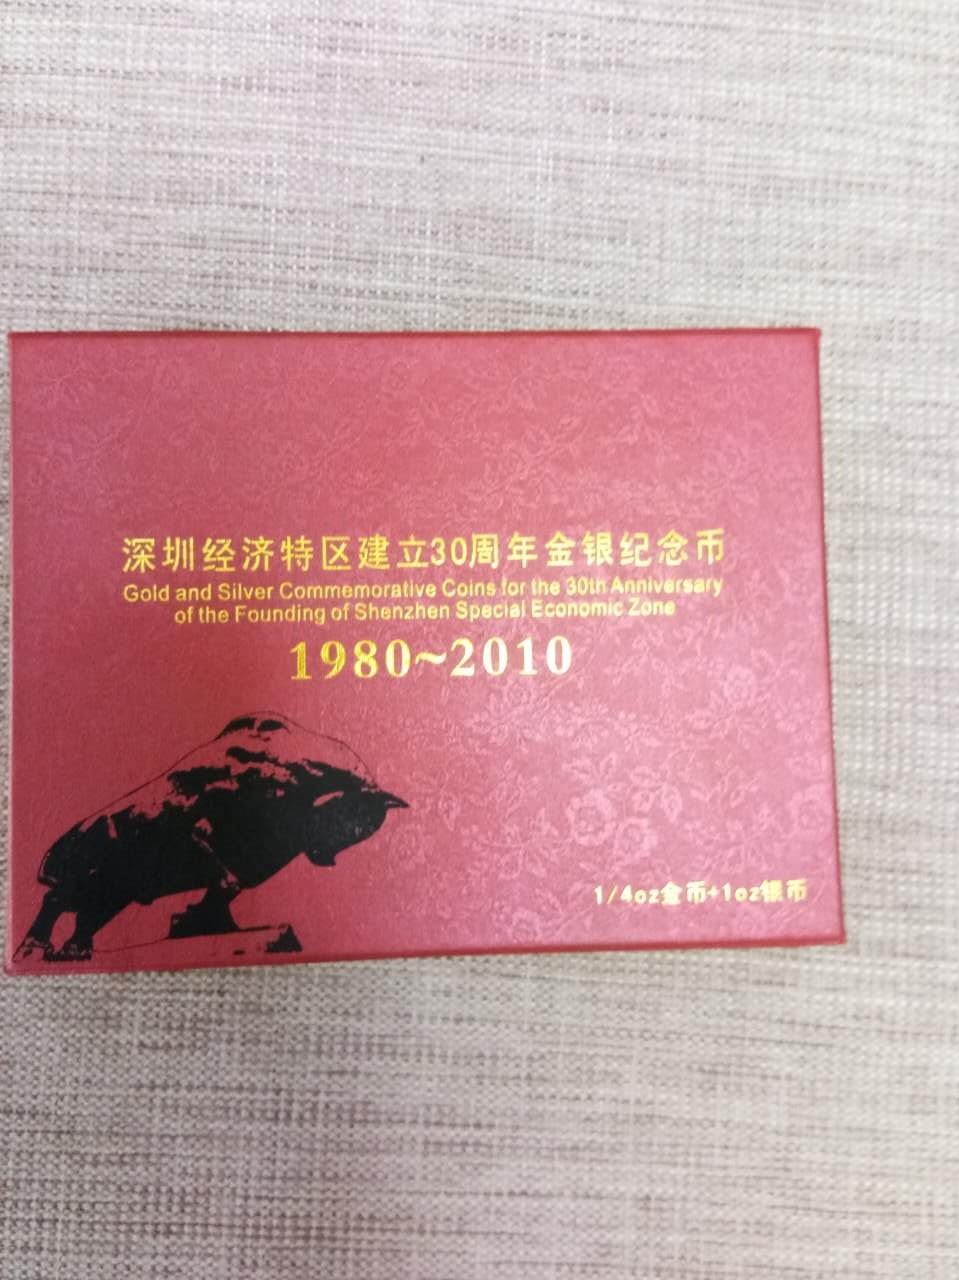 深圳经济特区建立30周年金银纪念币
Gold and Silver Commemorative Coins for the 30th Anniversary
of the Founding of Shenzhen Special Economic Zone
1980~2010
1/4oz金币+1oz银币